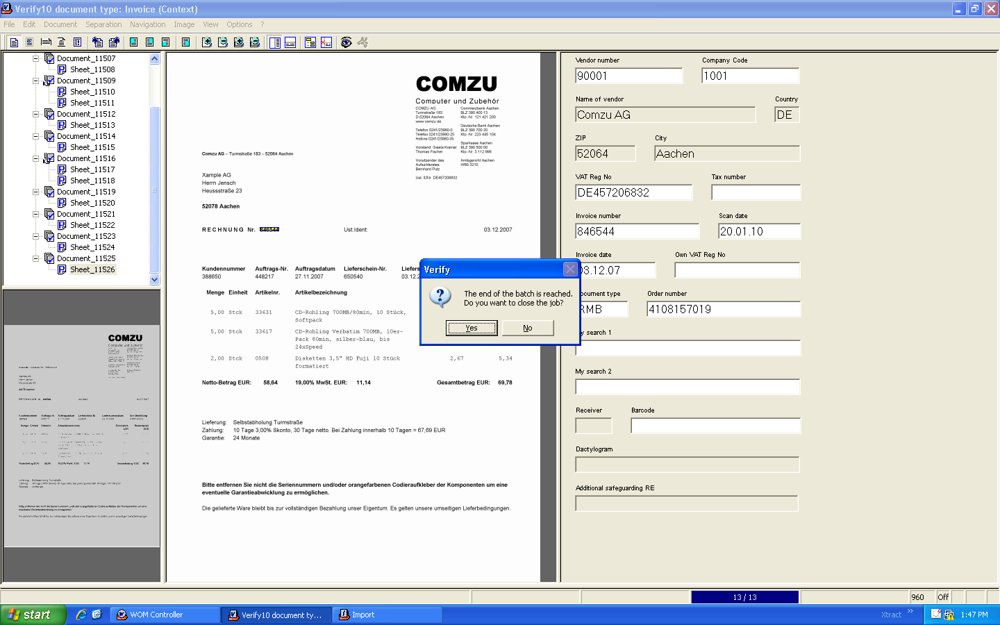 Verify10 document type: Invoice (Context)
File Edit Document Separation Navigation Image View Options ?
Document_11507
Sheet_11508
Document_11509
Sheet_11510
Sheet_11511
Document_11512
Sheet_11513
Document_11514
Sheet_11515
Document_11516
Sheet_11517
Sheet_11518
Document_11519
Sheet_11520
Document_11521
Sheet_11522
Document_11523
Sheet_11524
Document_11525
Sheet_11526
COMZU
Computer und Zubehör
COMZU AG
Turmstraße 183
D-52064 Aachen
www.comzu.de
Telefon 0241/23980-0
Telefax 0241/23980-25
Hotline 0241/23980-35
Vorstand Gisela Kramer
Thomas Fischer
Vorsitzender des
Aufsichtsrates
Bernhard Putz
Ust IDNr DE457206832
Commerzbank Aachen
BLZ 390 400 13
Kto -Nr 121 421 200
Deutsche Bank Aachen
BLZ 390 700 20
Kto -Nr 223 445 104
Sparkasse Aachen
BLZ 390 500 00
Kto -Nr 3 112 998
Amtsgericht Aachen
HRB 3210
Comzu AG – Turmstraße 183 – 52064 Aachen
Xample AG
Herrn Jensch
Heussstraße 23
52078 Aachen
RECHNUNG Nr. 846544 Ust.Ident: 03.12.2007
Kundennummer Auftrags-Nr. Auftragsdatum Lieferschein-Nr. Liefers
388650 448217 27.11.2007 650540 03.12.2
Menge Einheit Artikelnr. Artikelbezeichnung
5,00 Stck 33631 CD-Rohling 700MB/80min, 10 Stück,
Softpack
5,00 Stck 33617 CD-Rohling Verbatim 700MB, 10er-
Pack 80min, silber-blau, bis
24xSpeed
2,00 Stck 0508 Disketten 3,5" HD Fuji 10 Stück 2,67 5,34
formatiert
Netto-Betrag EUR: 58,64 19,00% MwSt. EUR: 11,14 Gesamtbetrag EUR: 69,78
Lieferung: Selbstabholung Turmstraße
Zahlung: 10 Tage 3,00% Skonto, 30 Tage netto. Bei Zahlung innerhalb 10 Tagen = 67,69 EUR
Garantie: 24 Monate
Bitte entfernen Sie nicht die Seriennummern und/oder orangefarbenen Codieraufkleber der Komponenten um eine
eventuelle Garantieabwicklung zu ermöglichen.
Die gelieferte Ware bleibt bis zur vollständigen Bezahlung unser Eigentum. Es gelten unsere umseitigen Lieferbedingungen.
Verify
The end of the batch is reached.
Do you want to close the job?
Yes No
Vendor number Company Code
90001 1001
Name of vendor Country
Comzu AG DE
ZIP City
52064 Aachen
VAT Reg No Tax number
DE457206832
Invoice number Scan date
846544 20.01.10
Invoice date Own VAT Reg No
03.12.07
ocument type Order number
RMB 4108157019
y search 1
My search 2
Receiver Barcode
Dactylogram
Additional safeguarding RE
COMZU
13 / 13 960 Off
start WOM Controller Verify10 document ty... Import Xtract 1:47 PM